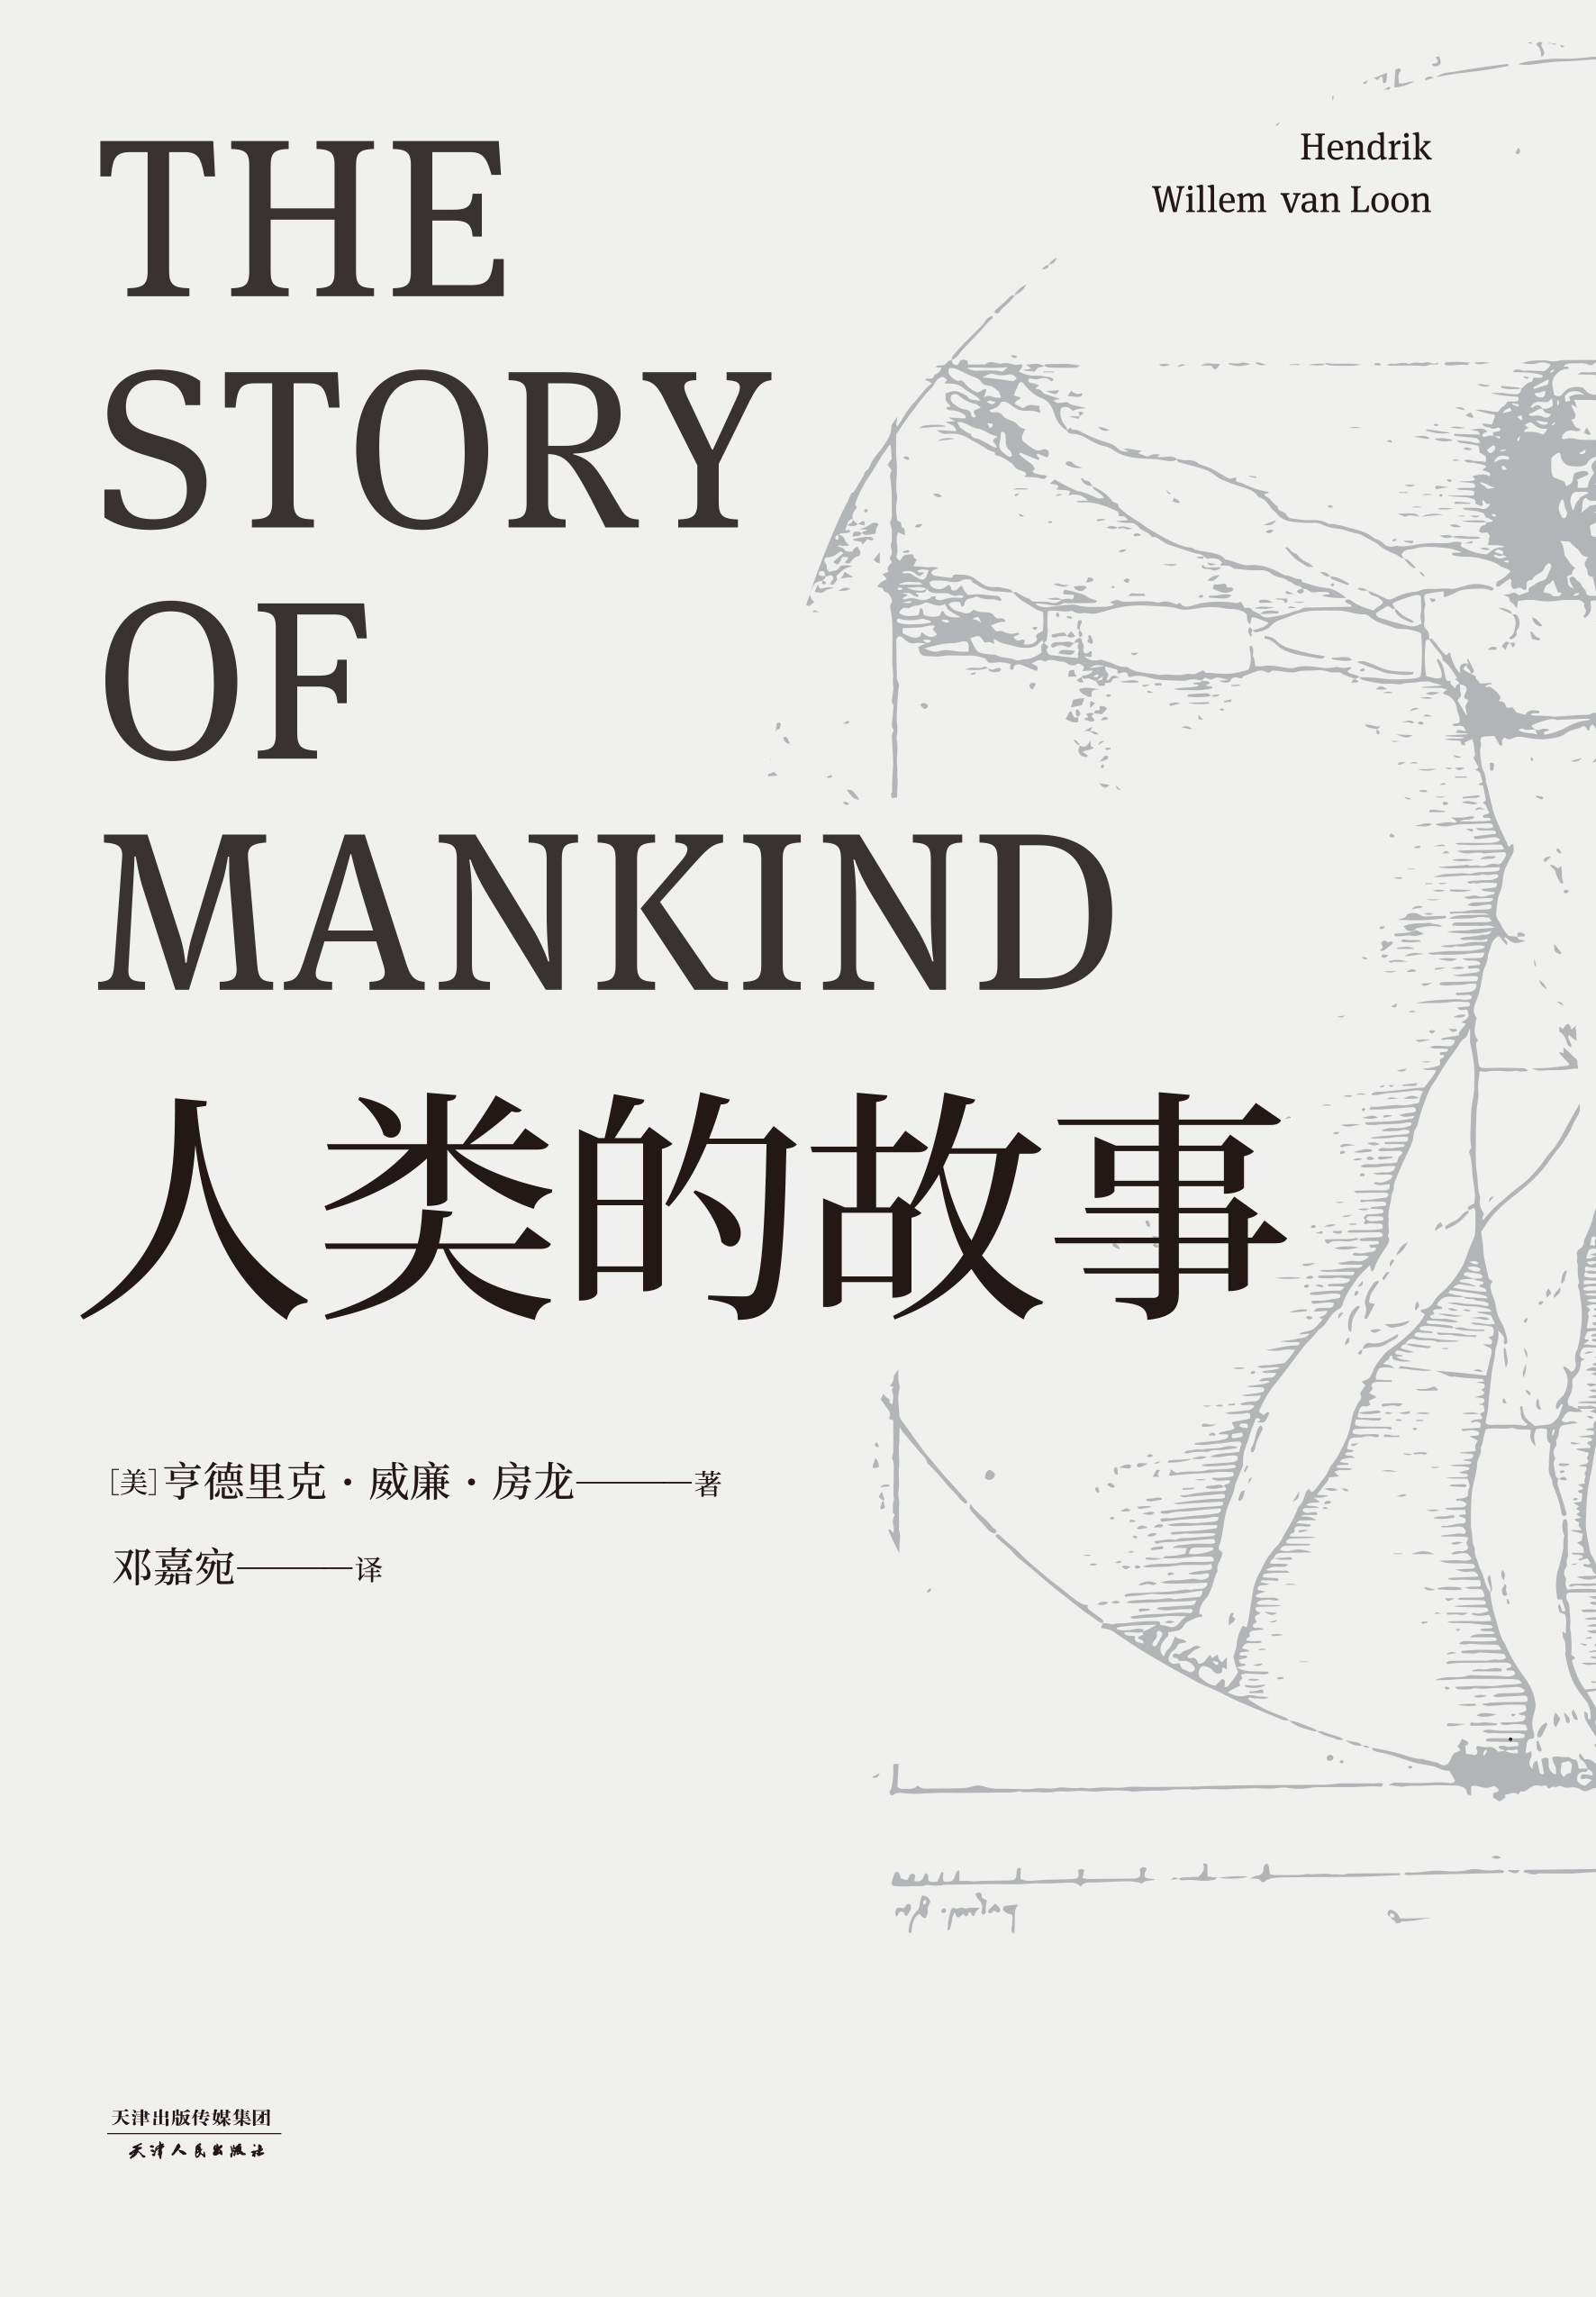 THE
Hendrik
Willem van Loon
STORY
OF
MANKIND
人类的故事
[美]亨德里克·威廉·房龙———著
邓嘉宛———译
天津出版传媒集团
天津人民出版社